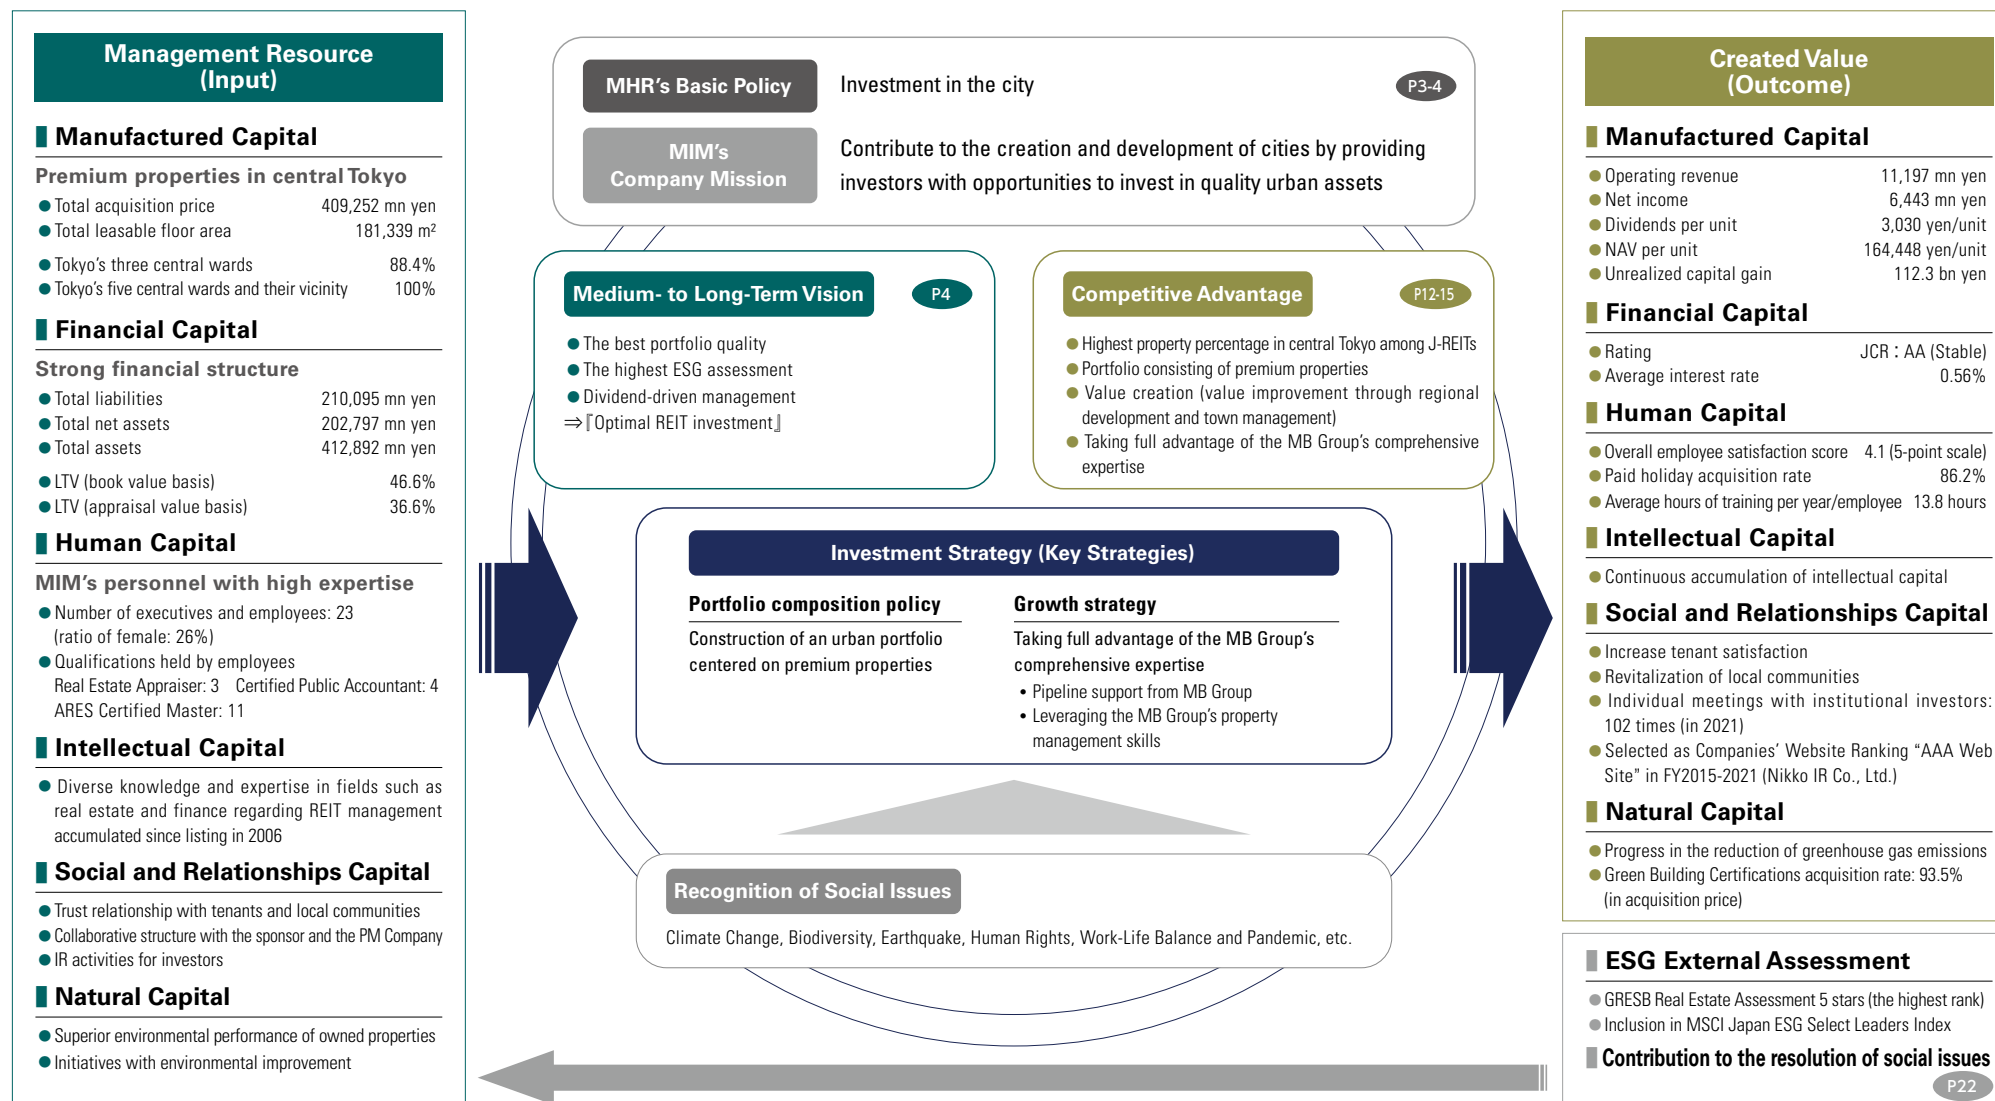 Management Resource
(Input)
Manufactured Capital
Premium properties in central Tokyo
● Total acquisition price 409,252 mn yen
● Total leasable floor area 181,339 m²
● Tokyo's three central wards 88.4%
● Tokyo's five central wards and their vicinity 100%
Financial Capital
Strong financial structure
● Total liabilities 210,095 mn yen
● Total net assets 202,797 mn yen
● Total assets 412,892 mn yen
● LTV (book value basis) 46.6%
● LTV (appraisal value basis) 36.6%
Human Capital
MIM's personnel with high expertise
● Number of executives and employees: 23
(ratio of female: 26%)
● Qualifications held by employees
Real Estate Appraiser: 3 Certified Public Accountant: 4
ARES Certified Master: 11
Intellectual Capital
● Diverse knowledge and expertise in fields such as
real estate and finance regarding REIT management
accumulated since listing in 2006
Social and Relationships Capital
● Trust relationship with tenants and local communities
● Collaborative structure with the sponsor and the PM Company
● IR activities for investors
Natural Capital
● Superior environmental performance of owned properties
● Initiatives with environmental improvement
MHR's Basic Policy Investment in the city P3-4
MIM's
Company Mission
Contribute to the creation and development of cities by providing
investors with opportunities to invest in quality urban assets
Medium- to Long-Term Vision P4
● The best portfolio quality
● The highest ESG assessment
● Dividend-driven management
⇒『Optimal REIT investment』
Competitive Advantage P12-15
● Highest property percentage in central Tokyo among J-REITs
● Portfolio consisting of premium properties
● Value creation (value improvement through regional
development and town management)
● Taking full advantage of the MB Group's comprehensive
expertise
Investment Strategy (Key Strategies)
Portfolio composition policy
Construction of an urban portfolio
centered on premium properties
Growth strategy
Taking full advantage of the MB Group's
comprehensive expertise
• Pipeline support from MB Group
• Leveraging the MB Group's property
management skills
Recognition of Social Issues
Climate Change, Biodiversity, Earthquake, Human Rights, Work-Life Balance and Pandemic, etc.
Created Value
(Outcome)
Manufactured Capital
● Operating revenue 11,197 mn yen
● Net income 6,443 mn yen
● Dividends per unit 3,030 yen/unit
● NAV per unit 164,448 yen/unit
● Unrealized capital gain 112.3 bn yen
Financial Capital
● Rating JCR：AA (Stable)
● Average interest rate 0.56%
Human Capital
● Overall employee satisfaction score 4.1 (5-point scale)
● Paid holiday acquisition rate 86.2%
● Average hours of training per year/employee 13.8 hours
Intellectual Capital
● Continuous accumulation of intellectual capital
Social and Relationships Capital
● Increase tenant satisfaction
● Revitalization of local communities
● Individual meetings with institutional investors:
102 times (in 2021)
● Selected as Companies' Website Ranking "AAA Web
Site" in FY2015-2021 (Nikko IR Co., Ltd.)
Natural Capital
● Progress in the reduction of greenhouse gas emissions
● Green Building Certifications acquisition rate: 93.5%
(in acquisition price)
ESG External Assessment
● GRESB Real Estate Assessment 5 stars (the highest rank)
● Inclusion in MSCI Japan ESG Select Leaders Index
Contribution to the resolution of social issues
P22